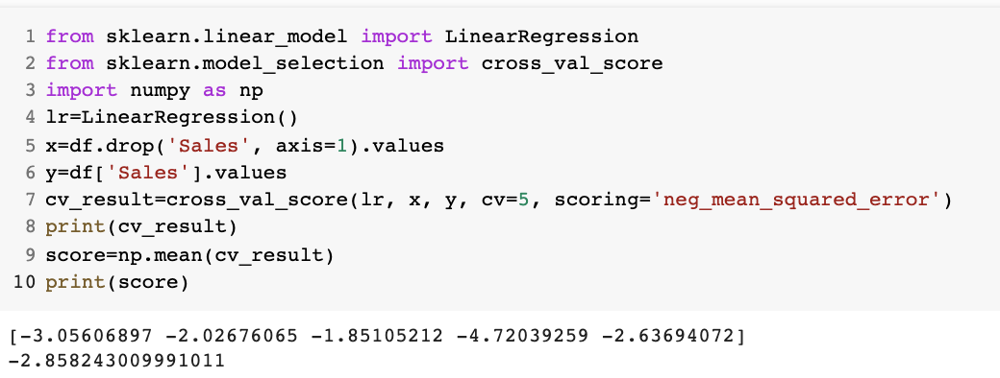 1 from sklearn.linear_model import LinearRegression
2 from sklearn.model_selection import cross_val_score
3 import numpy as np
4 lr=LinearRegression()
5 x=df.drop('Sales', axis=1).values
6 y=df['Sales'].values
7 cv_result=cross_val_score(lr, x, y, cv=5, scoring='neg_mean_squared_error')
8 print(cv_result)
9 score=np.mean(cv_result)
10 print(score)
[-3.05606897 -2.02676065 -1.85105212 -4.72039259 -2.63694072]
-2.858243009991011